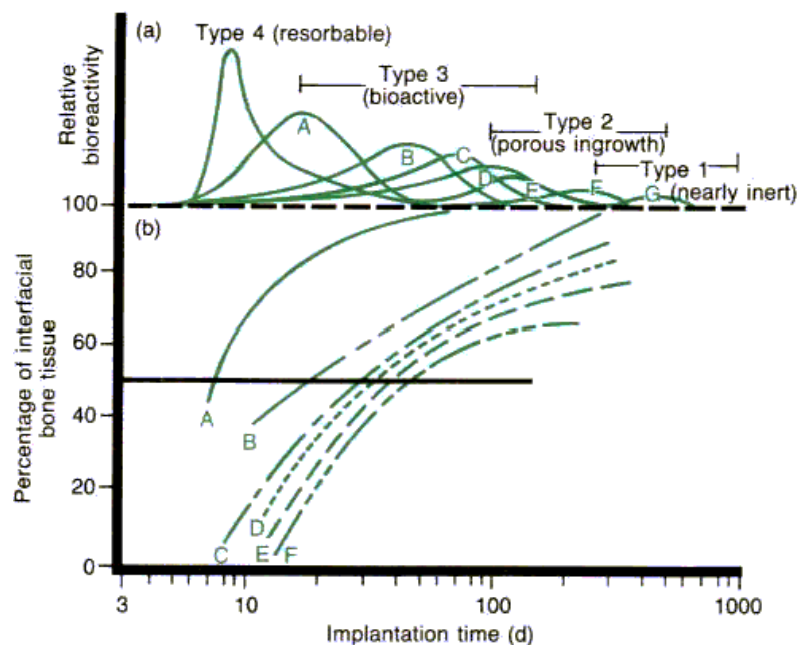 (a)
Type 4 (resorbable)
Type 3
(bioactive)
Type 2
(porous ingrowth)
Type 1
(nearly inert)
Relative
bioreactivity
A
B
C
D
E
F
G
(b)
100
80
60
40
20
0
Percentage of interfacial
bone tissue
A
B
C
D
E
F
3
10
100
1000
Implantation time (d)